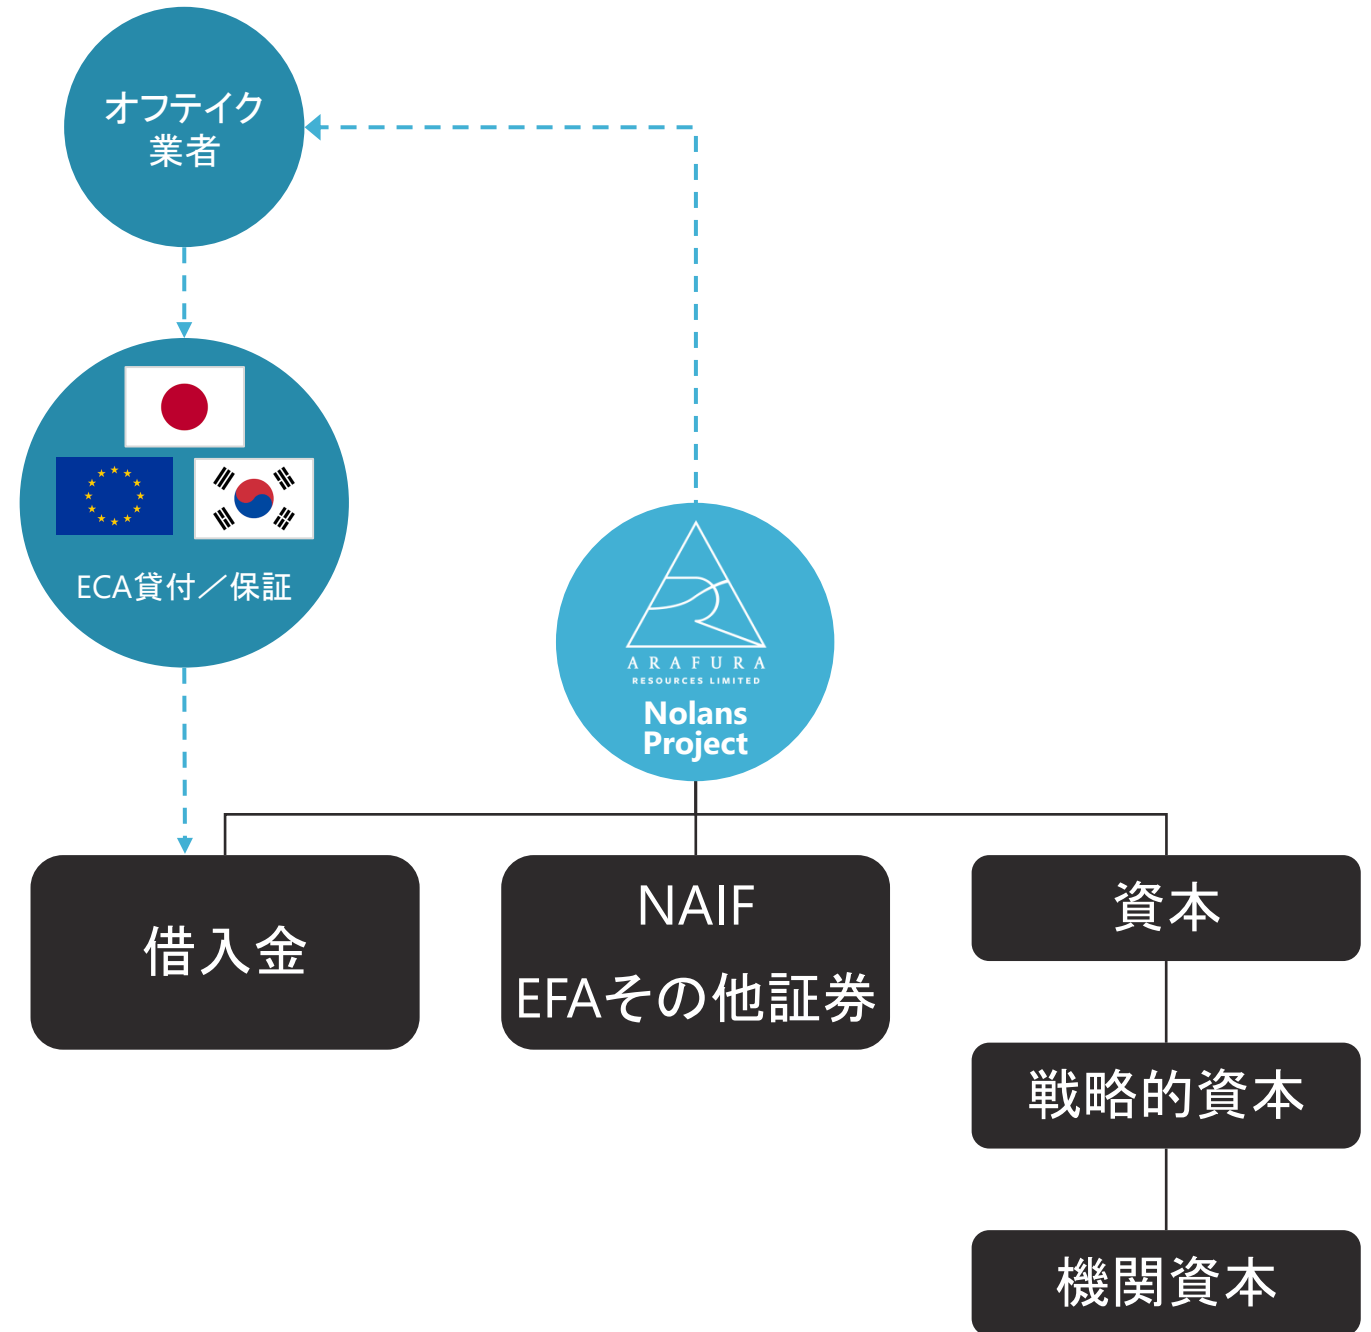 オフテイク
業者
ECA貸付／保証
ARAFURA
RESOURCES LIMITED
Nolans
Project
借入金
NAIF
EFAその他証券
資本
戦略的資本
機関資本